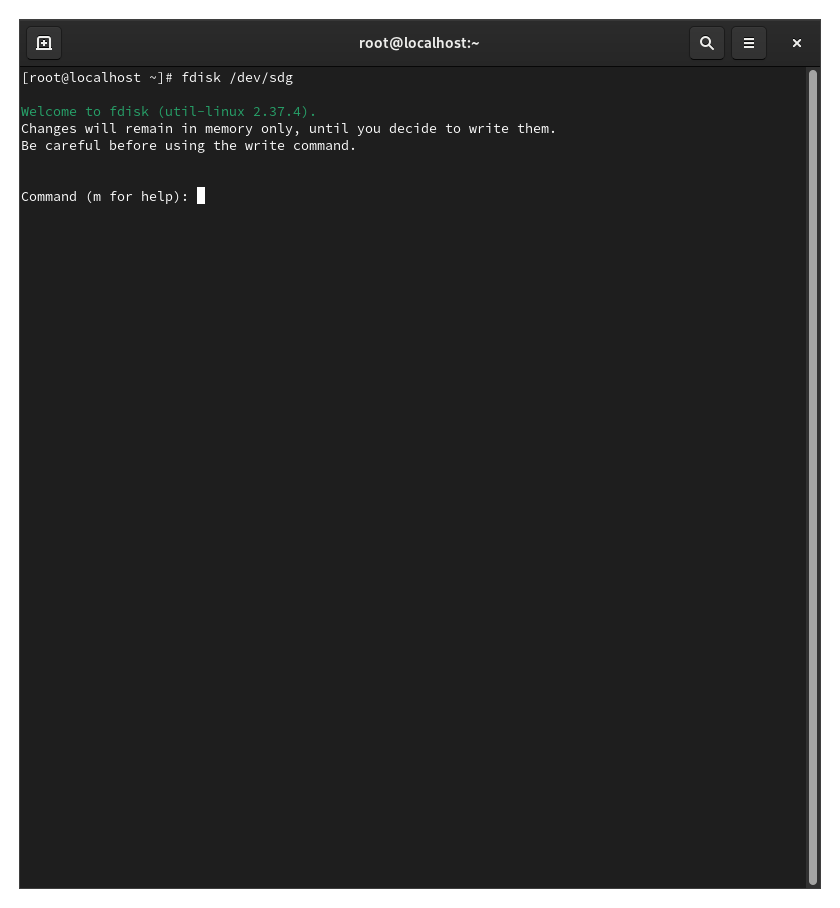 root@localhost:~
[root@localhost ~]# fdisk /dev/sdg
Welcome to fdisk (util-linux 2.37.4).
Changes will remain in memory only, until you decide to write them.
Be careful before using the write command.
Command (m for help):